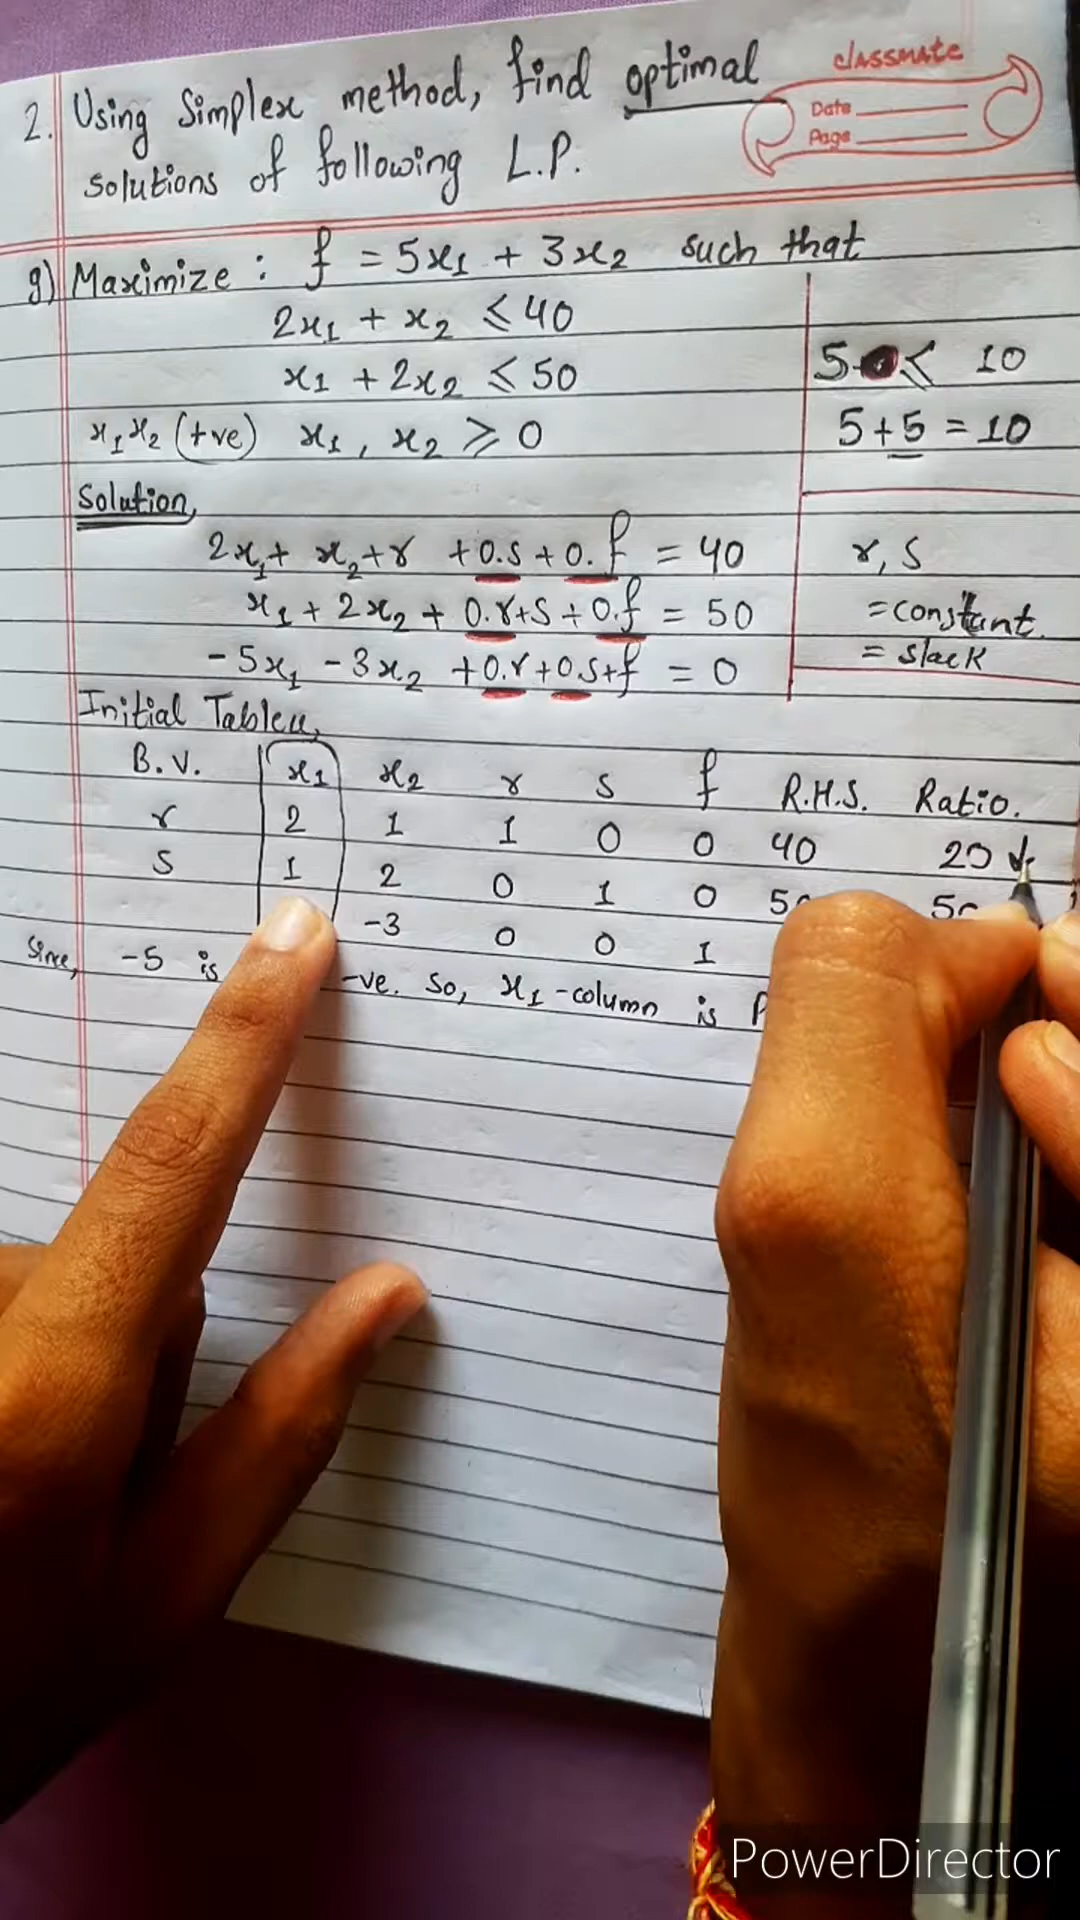 classmate
Date
Page
2. Using Simplex method, find optimal
solutions of following L.P.
g) Maximize : f = 5x₁ + 3x₂ such that
2x₁ + x₂ ≤ 40
x₁ + 2x₂ ≤ 50
x₁ x₂ (+ve) x₁, x₂ ≥ 0
5 ≤ 10
5 + 5 = 10
Solution,
2x₁ + x₂ + r + 0.s + 0.f = 40
x₁ + 2x₂ + 0.r + s + 0.f = 50
-5x₁ - 3x₂ + 0.r + 0.s + f = 0
r, s
= constant.
= slack
Initial Tableu,
B.V. x₁ x₂ r s f R.H.S. Ratio.
r 2 1 1 0 0 40 20
s 1 2 0 1 0
-3 0 0 1
Since, -5 is -ve. So, x₁-column is
PowerDirector